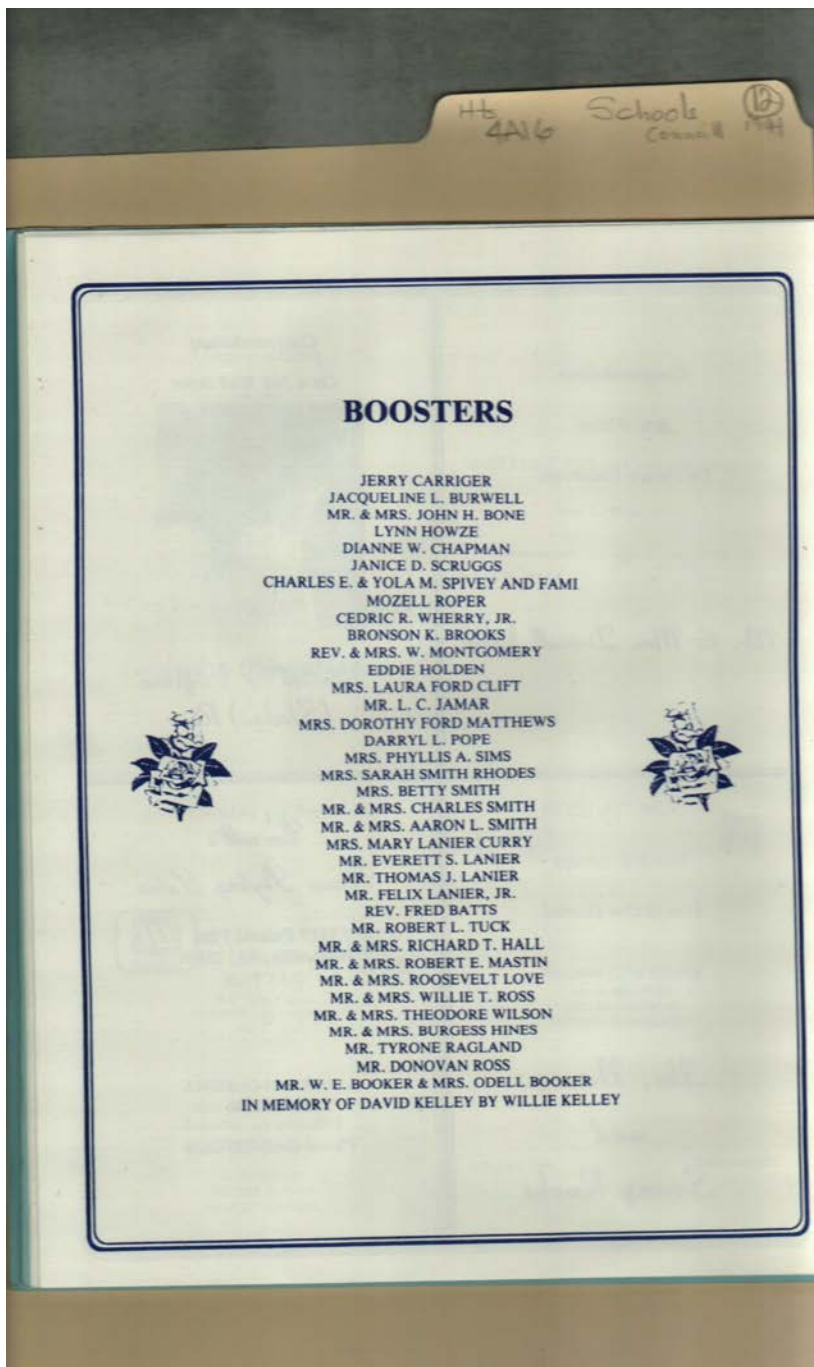 Schools 12
4A16 Council
BOOSTERS
JERRY CARRIGER
JACQUELINE L. BURWELL
MR. & MRS. JOHN H. BONE
LYNN HOWZE
DIANNE W. CHAPMAN
JANICE D. SCRUGGS
CHARLES E. & YOLA M. SPIVEY AND FAMI
MOZELL ROPER
CEDRIC R. WHERRY, JR.
BRONSON K. BROOKS
REV. & MRS. W. MONTGOMERY
EDDIE HOLDEN
MRS. LAURA FORD CLIFT
MR. L. C. JAMAR
MRS. DOROTHY FORD MATTHEWS
DARRYL L. POPE
MRS. PHYLLIS A. SIMS
MRS. SARAH SMITH RHODES
MRS. BETTY SMITH
MR. & MRS. CHARLES SMITH
MR. & MRS. AARON L. SMITH
MRS. MARY LANIER CURRY
MR. EVERETT S. LANIER
MR. THOMAS J. LANIER
MR. FELIX LANIER, JR.
REV. FRED BATTS
MR. ROBERT L. TUCK
MR. & MRS. RICHARD T. HALL
MR. & MRS. ROBERT E. MASTIN
MR. & MRS. ROOSEVELT LOVE
MR. & MRS. WILLIE T. ROSS
MR. & MRS. THEODORE WILSON
MR. & MRS. BURGESS HINES
MR. TYRONE RAGLAND
MR. DONOVAN ROSS
MR. W. E. BOOKER & MRS. ODELL BOOKER
IN MEMORY OF DAVID KELLEY BY WILLIE KELLEY